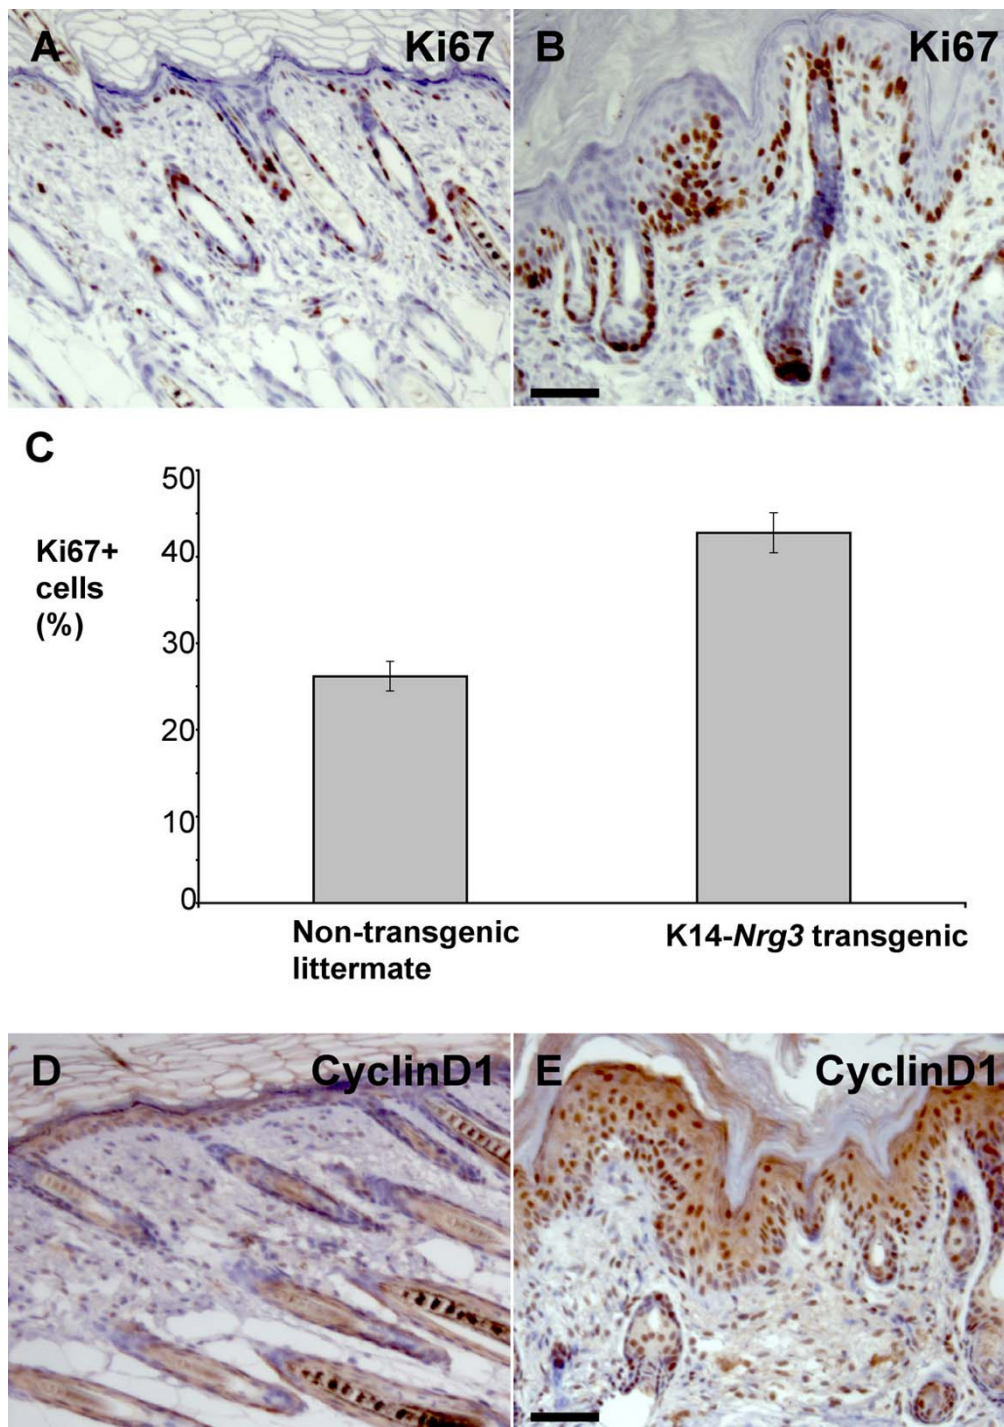 A Ki67
B Ki67
C
50
40
30
20
10
0
Ki67+
cells
(%)
Non-transgenic
littermate
K14-Nrg3 transgenic
D CyclinD1
E CyclinD1